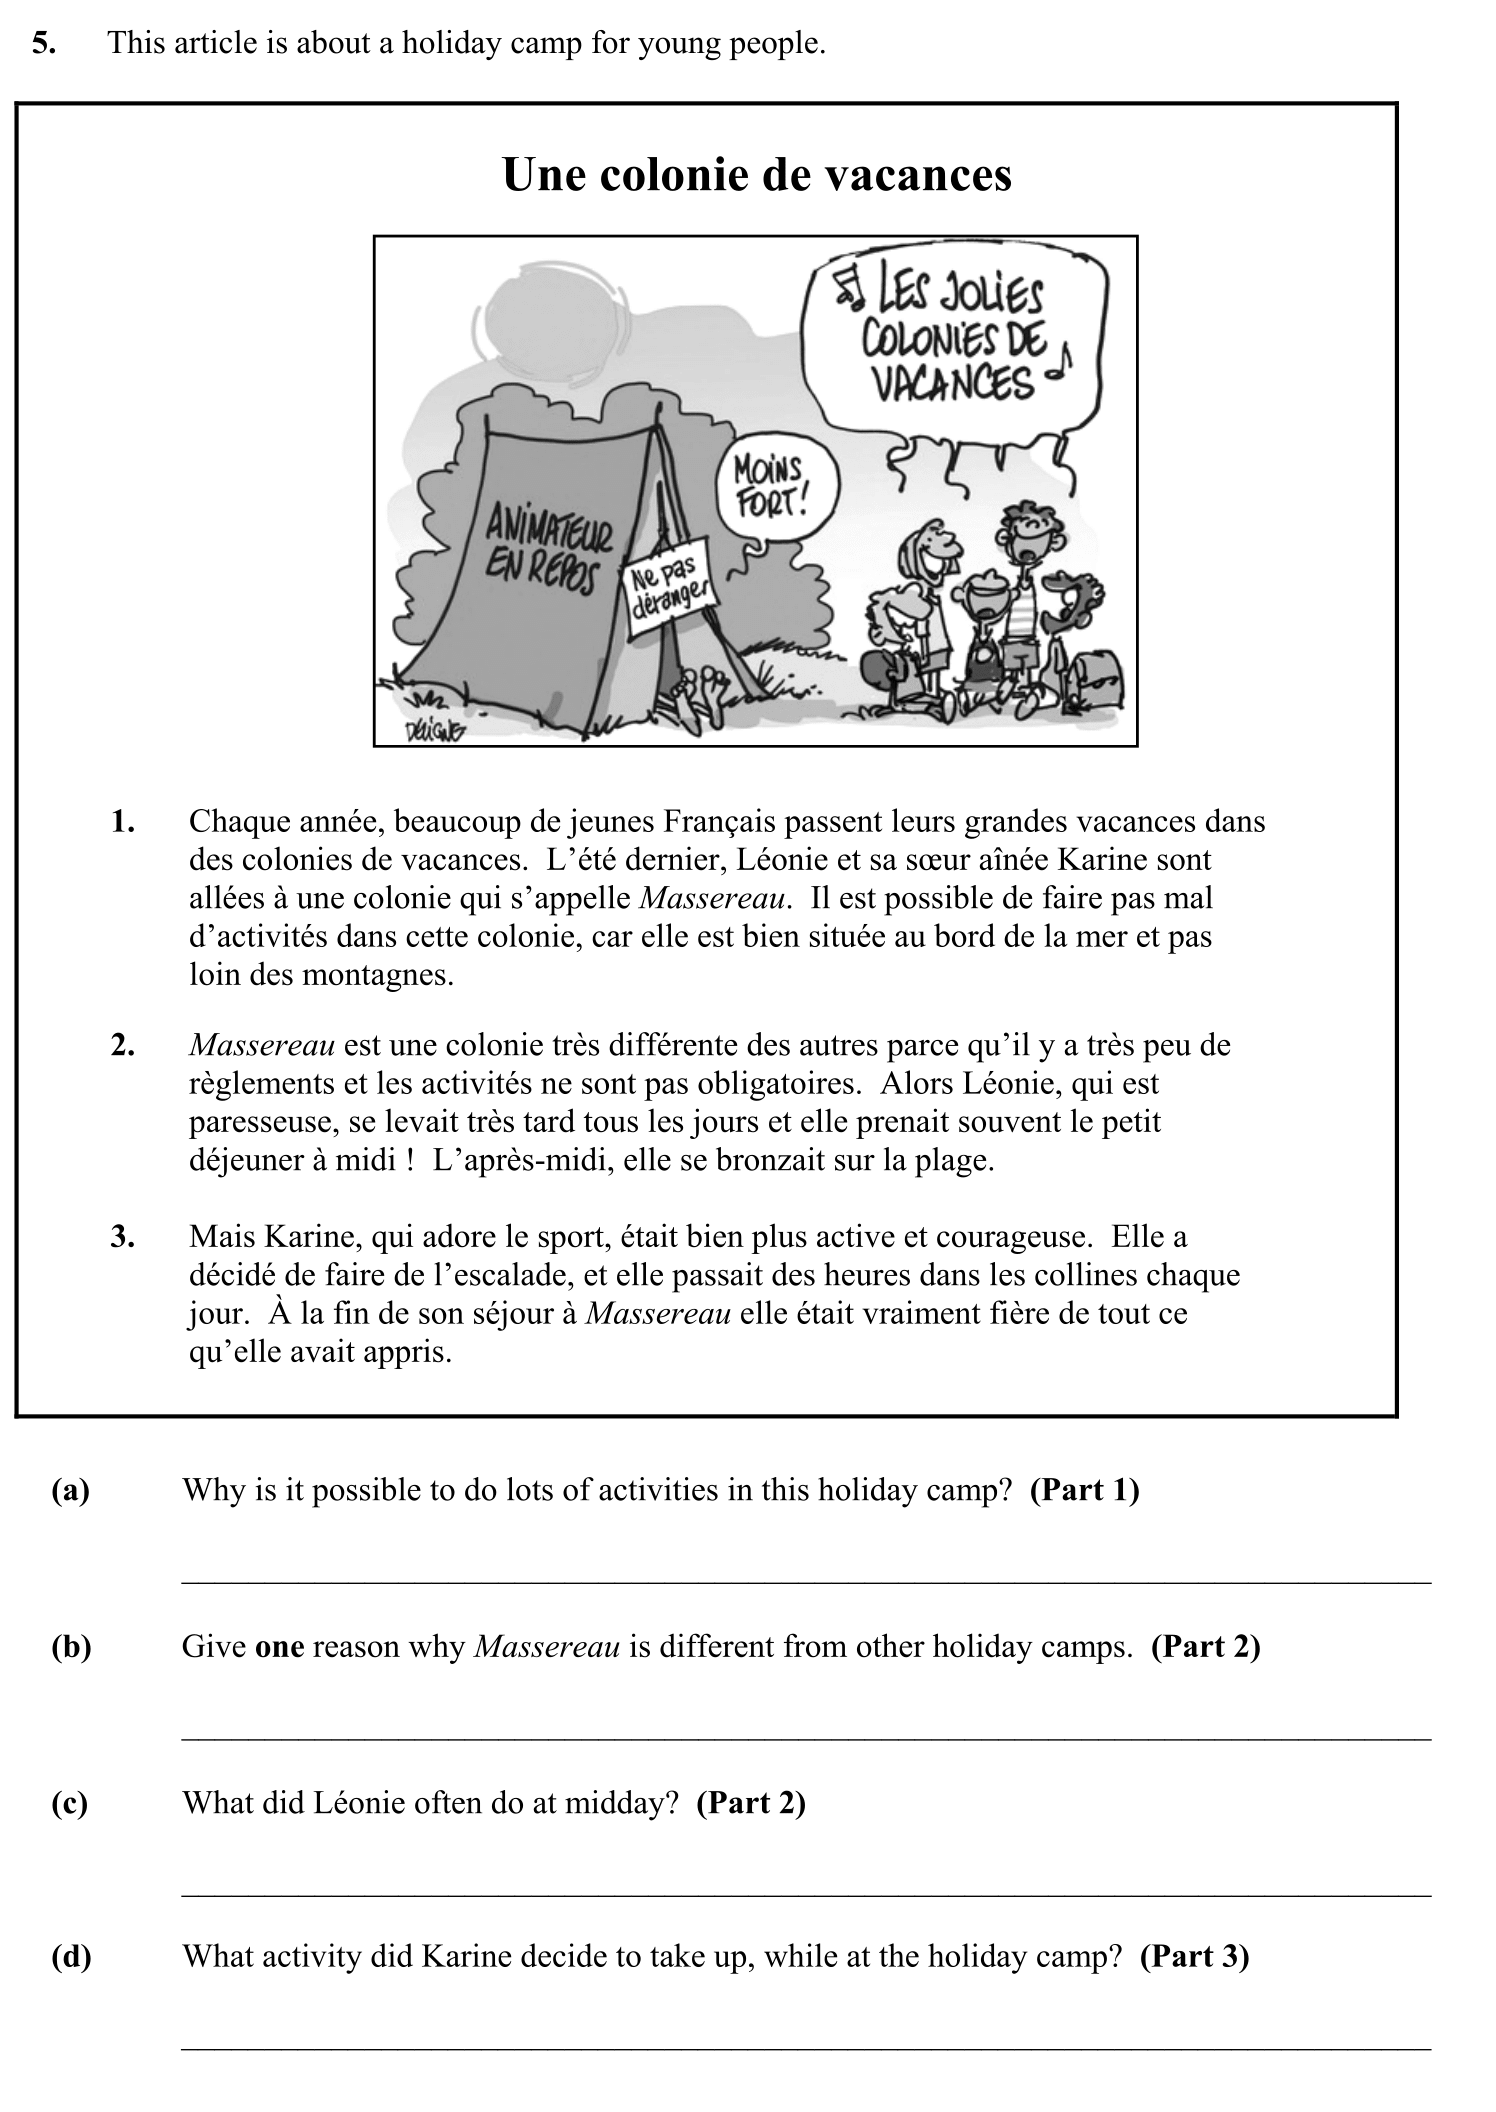 5. This article is about a holiday camp for young people.
Une colonie de vacances
LES JOLIES
COLONIES DE
VACANCES
MOINS
FORT!
ANIMATEUR
EN REPOS
Ne pas
déranger
DELIGNE
1. Chaque année, beaucoup de jeunes Français passent leurs grandes vacances dans
des colonies de vacances. L’été dernier, Léonie et sa sœur aînée Karine sont
allées à une colonie qui s’appelle Massereau. Il est possible de faire pas mal
d’activités dans cette colonie, car elle est bien située au bord de la mer et pas
loin des montagnes.
2. Massereau est une colonie très différente des autres parce qu’il y a très peu de
règlements et les activités ne sont pas obligatoires. Alors Léonie, qui est
paresseuse, se levait très tard tous les jours et elle prenait souvent le petit
déjeuner à midi ! L’après-midi, elle se bronzait sur la plage.
3. Mais Karine, qui adore le sport, était bien plus active et courageuse. Elle a
décidé de faire de l’escalade, et elle passait des heures dans les collines chaque
jour. À la fin de son séjour à Massereau elle était vraiment fière de tout ce
qu’elle avait appris.
(a) Why is it possible to do lots of activities in this holiday camp? (Part 1)
(b) Give one reason why Massereau is different from other holiday camps. (Part 2)
(c) What did Léonie often do at midday? (Part 2)
(d) What activity did Karine decide to take up, while at the holiday camp? (Part 3)